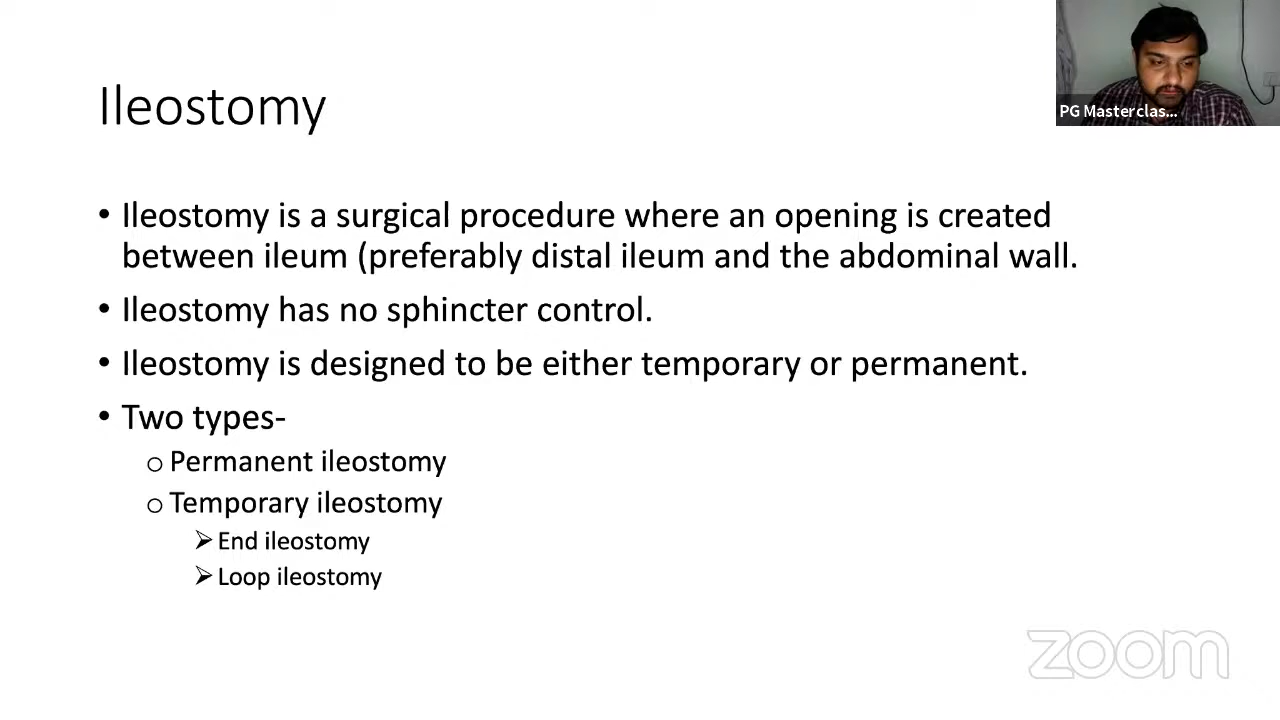 PG Masterclas...
Ileostomy
• Ileostomy is a surgical procedure where an opening is created
between ileum (preferably distal ileum and the abdominal wall.
• Ileostomy has no sphincter control.
• Ileostomy is designed to be either temporary or permanent.
• Two types-
o Permanent ileostomy
o Temporary ileostomy
➢ End ileostomy
➢ Loop ileostomy
zoom